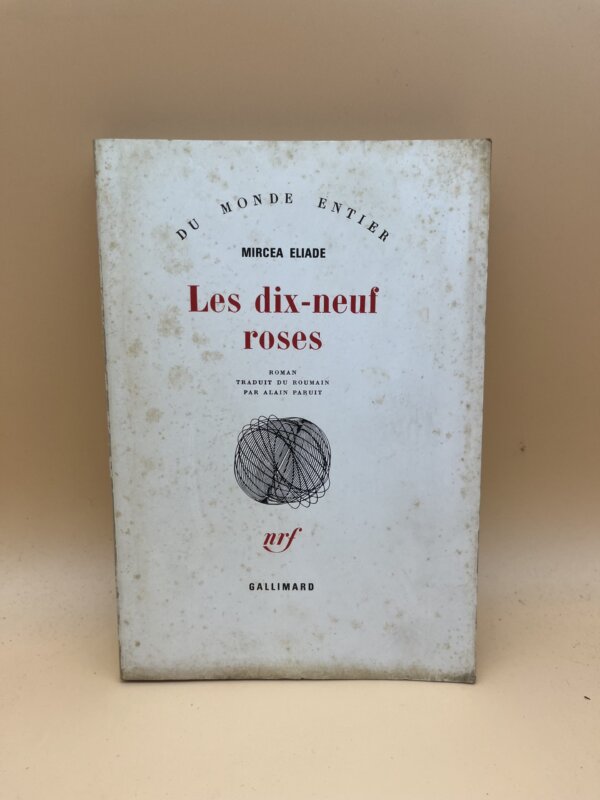 DU MONDE ENTIER
MIRCEA ELIADE
Les dix-neuf
roses
ROMAN
TRADUIT DU ROUMAIN
PAR ALAIN PARUIT
nrf
GALLIMARD